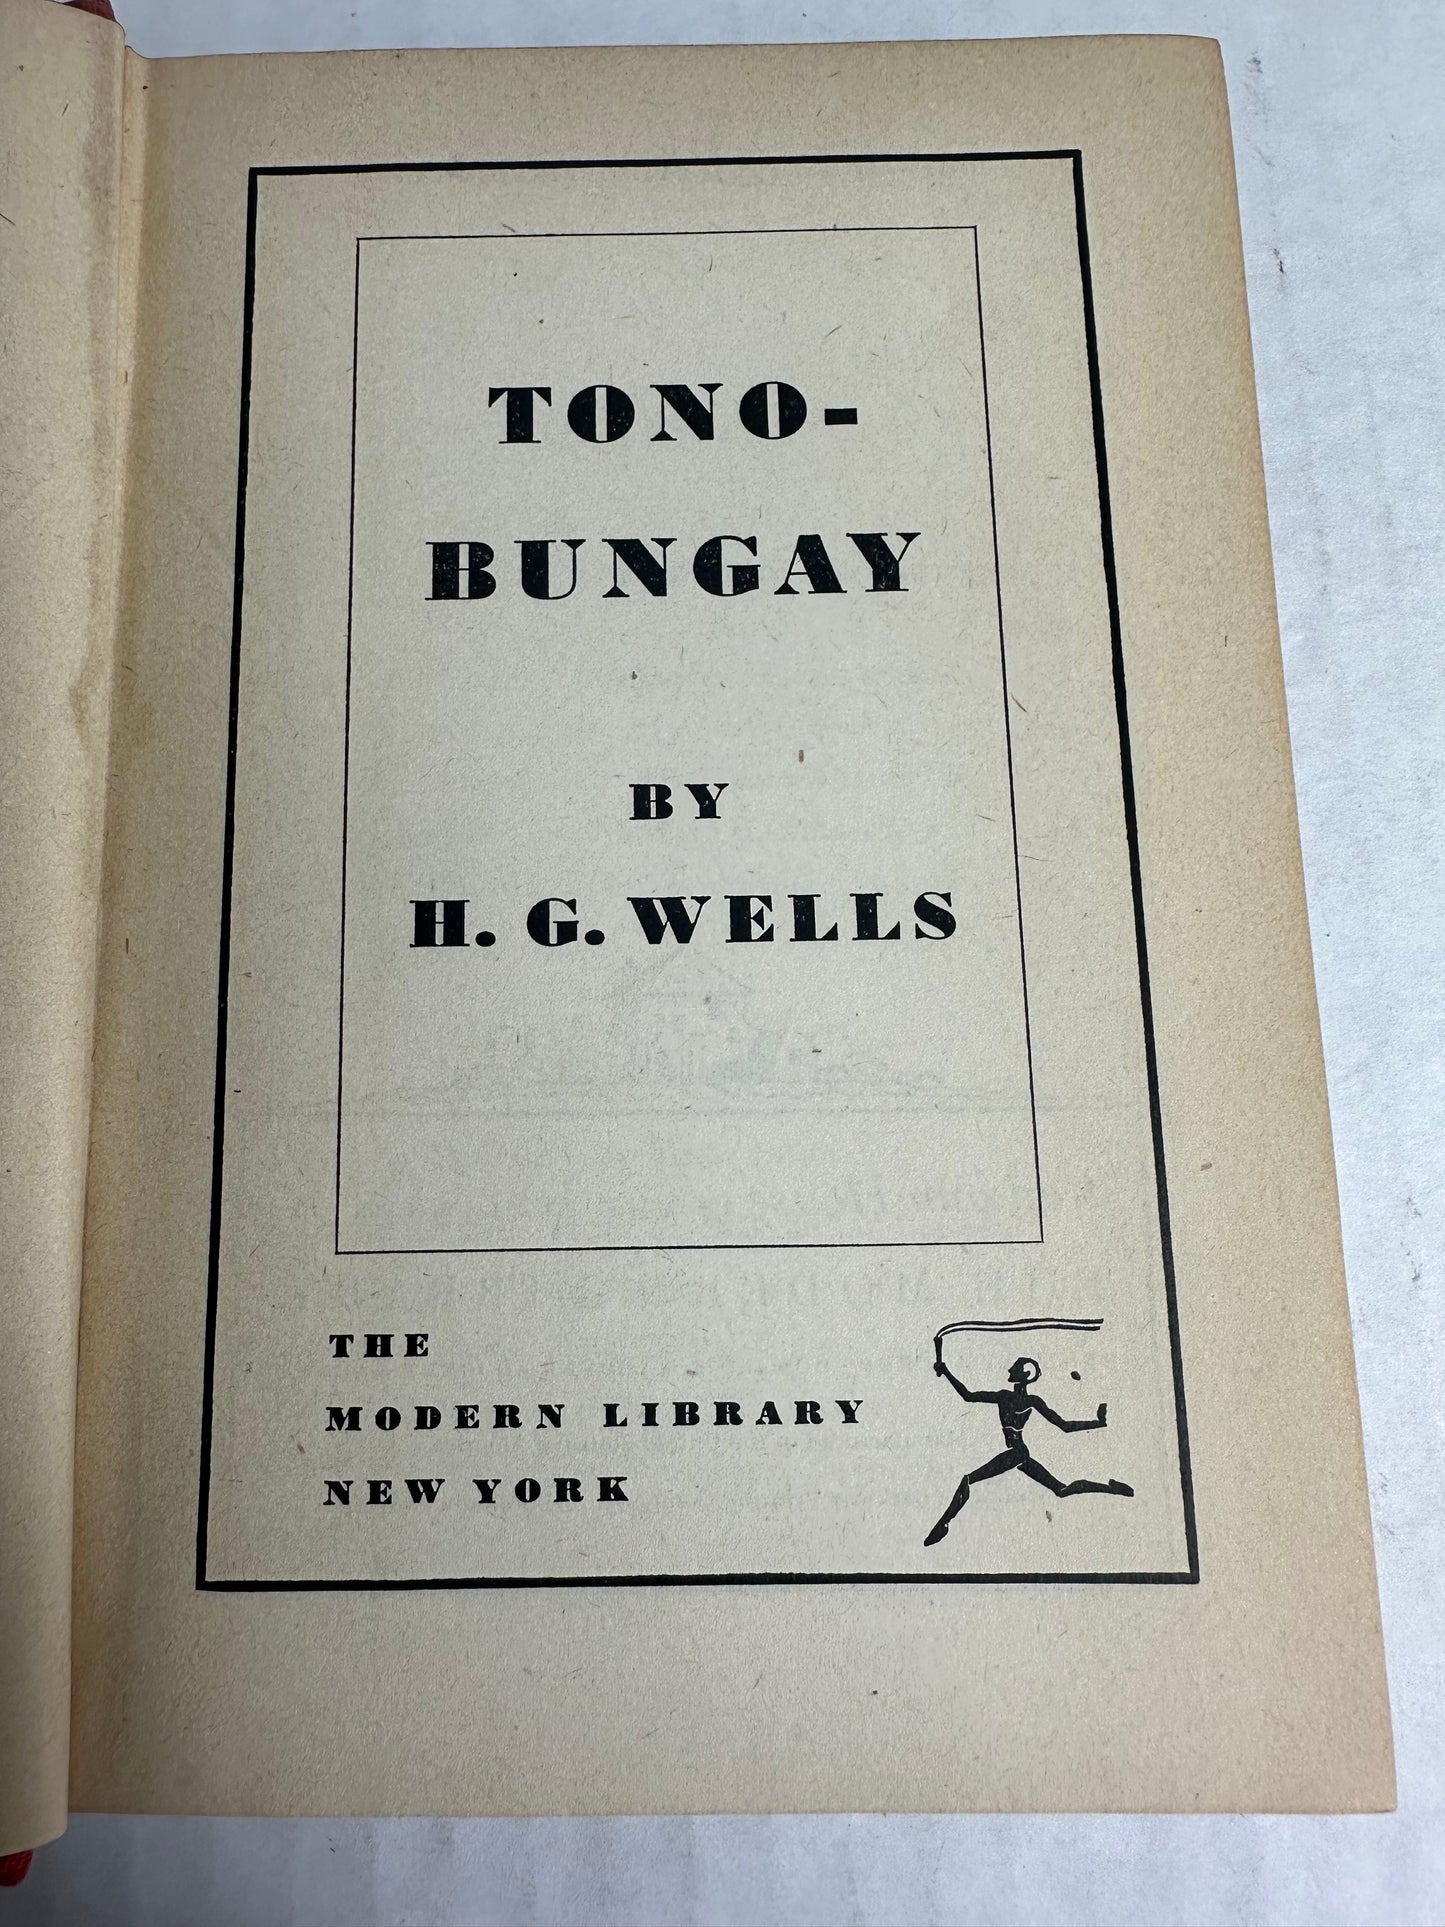 TONO-
BUNGAY
BY
H. G. WELLS
THE
MODERN LIBRARY
NEW YORK